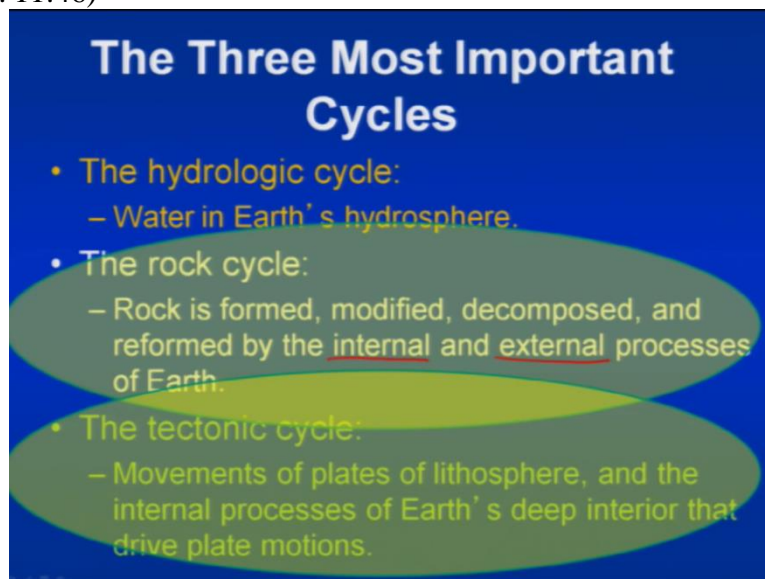 The Three Most Important
Cycles
• The hydrologic cycle:
– Water in Earth's hydrosphere.
• The rock cycle:
– Rock is formed, modified, decomposed, and
reformed by the internal and external processes
of Earth.
• The tectonic cycle:
– Movements of plates of lithosphere, and the
internal processes of Earth's deep interior that
drive plate motions.